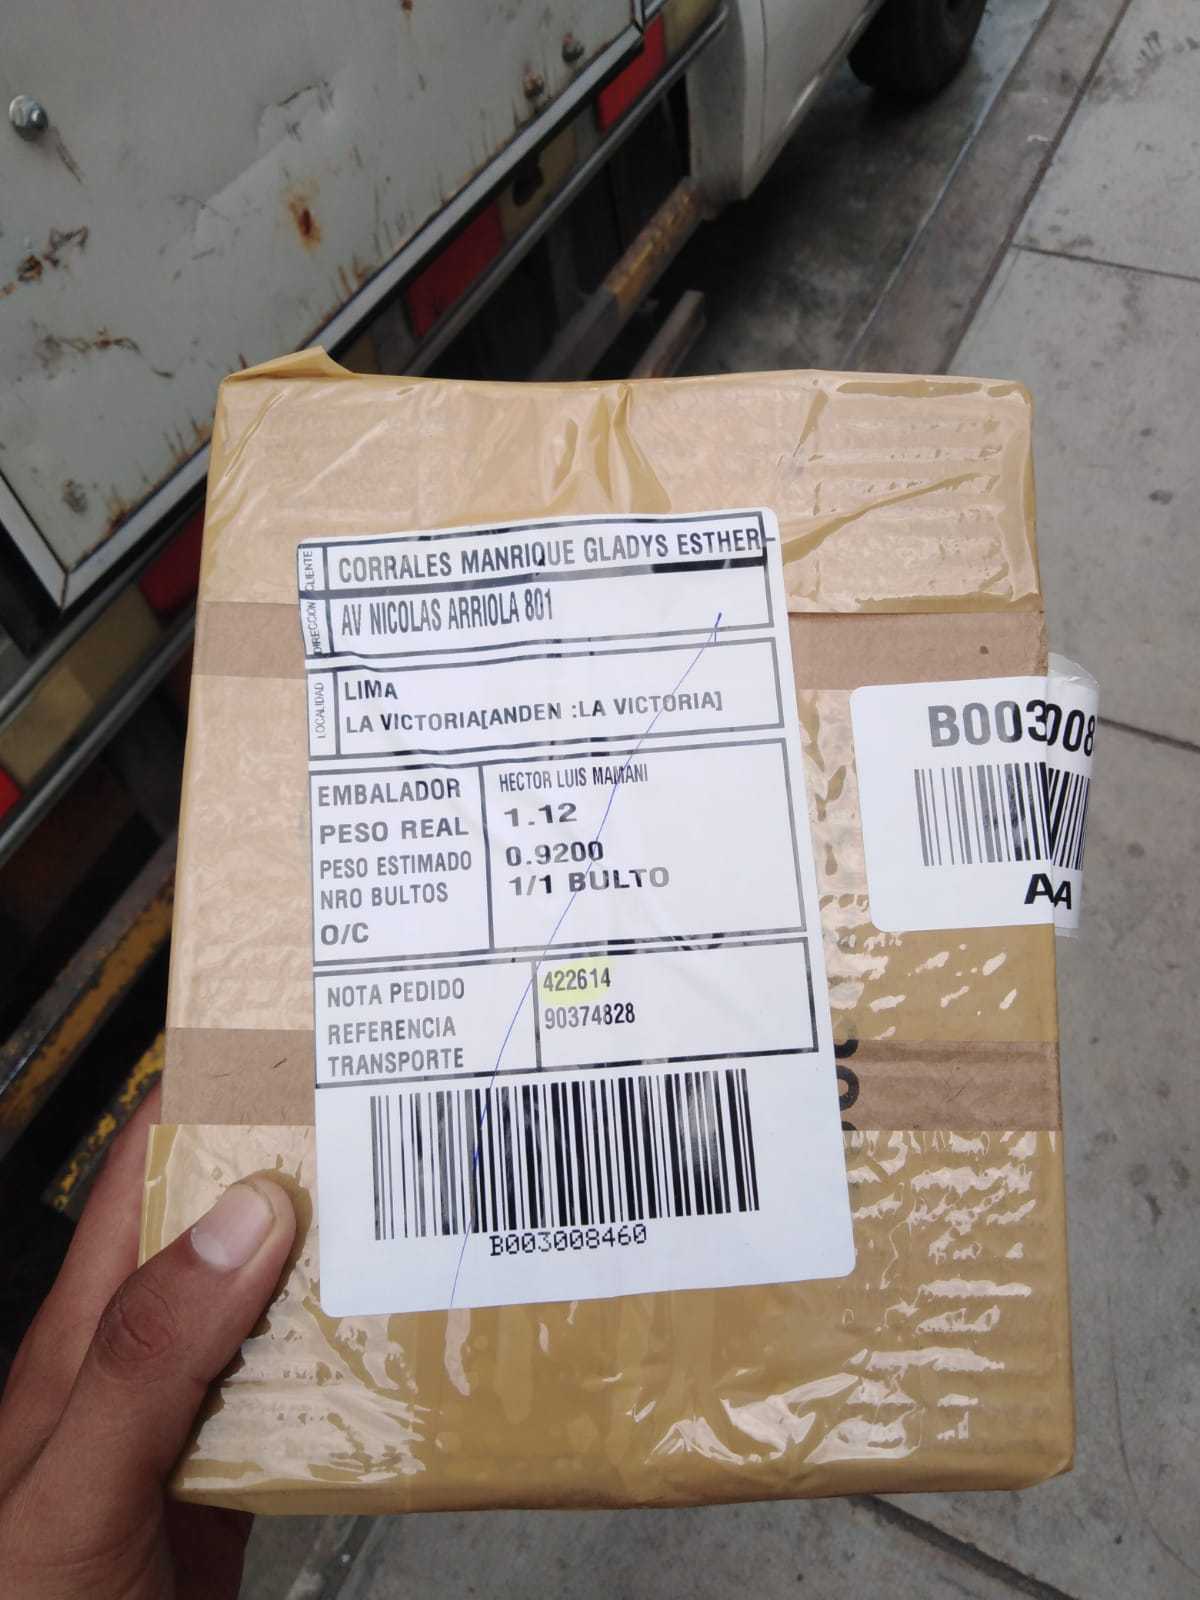 CLIENTE CORRALES MANRIQUE GLADYS ESTHER
DIRECCION AV NICOLAS ARRIOLA 801
LOCALIDAD LIMA
LA VICTORIA[ANDEN :LA VICTORIA]
EMBALADOR HECTOR LUIS MAMANI
PESO REAL 1.12
PESO ESTIMADO 0.9200
NRO BULTOS 1/1 BULTO
O/C
NOTA PEDIDO 422614
REFERENCIA 90374828
TRANSPORTE
B003008460
B003008
AA